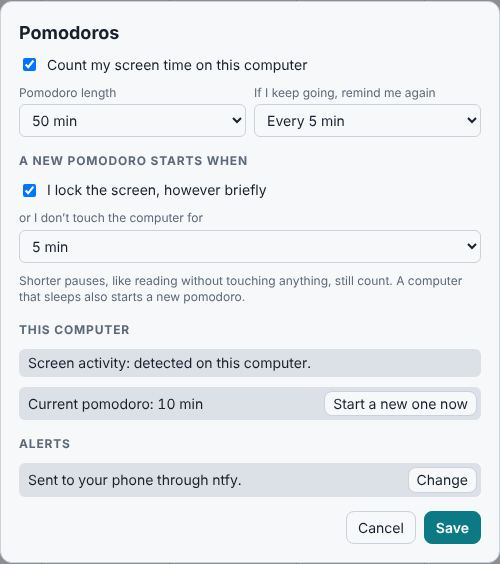 Pomodoros
Count my screen time on this computer
Pomodoro length
If I keep going, remind me again
50 min
Every 5 min
A NEW POMODORO STARTS WHEN
I lock the screen, however briefly
or I don't touch the computer for
5 min
Shorter pauses, like reading without touching anything, still count. A computer
that sleeps also starts a new pomodoro.
THIS COMPUTER
Screen activity: detected on this computer.
Current pomodoro: 10 min
Start a new one now
ALERTS
Sent to your phone through ntfy.
Change
Cancel
Save